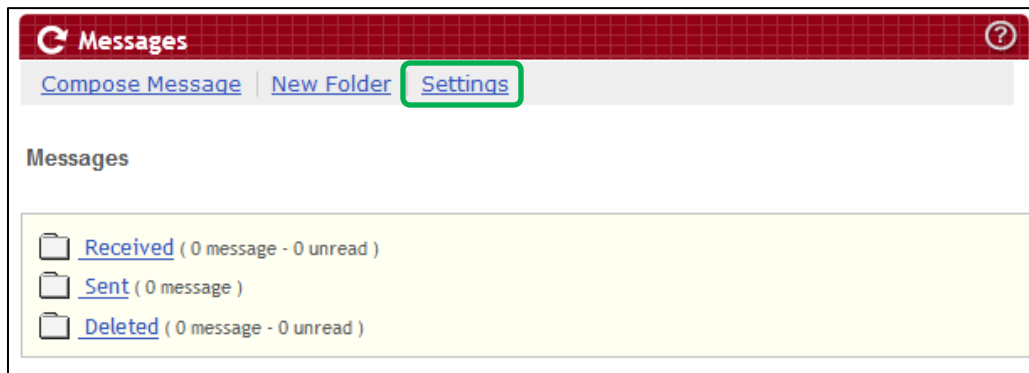 Messages
Compose Message | New Folder | Settings
Messages
Received ( 0 message - 0 unread )
Sent ( 0 message )
Deleted ( 0 message - 0 unread )